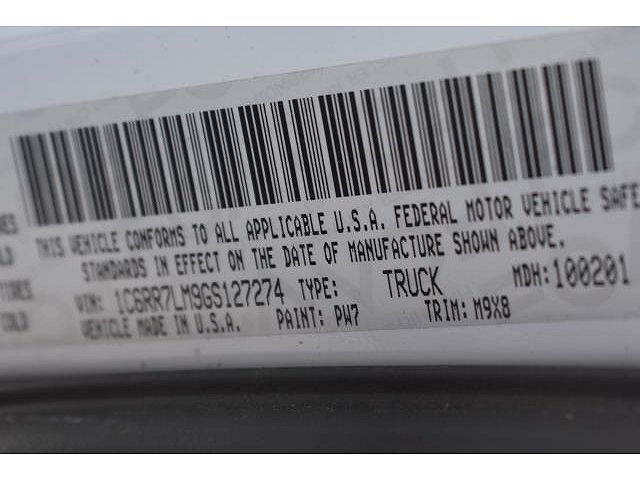 THIS VEHICLE CONFORMS TO ALL APPLICABLE U.S.A. FEDERAL MOTOR VEHICLE SAFE
STANDARDS IN EFFECT ON THE DATE OF MANUFACTURE SHOWN ABOVE.
VIN: 1C6RR7LM9GS127274 TYPE: TRUCK MDH:100201
VEHICLE MADE IN U.S.A. PAINT: PW7 TRIM: M9X8